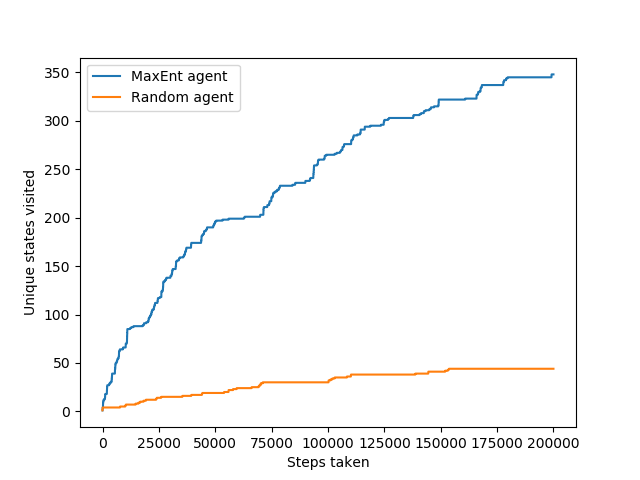 MaxEnt agent
Random agent
350
300
250
200
150
100
50
0
Unique states visited
0 25000 50000 75000 100000 125000 150000 175000 200000
Steps taken